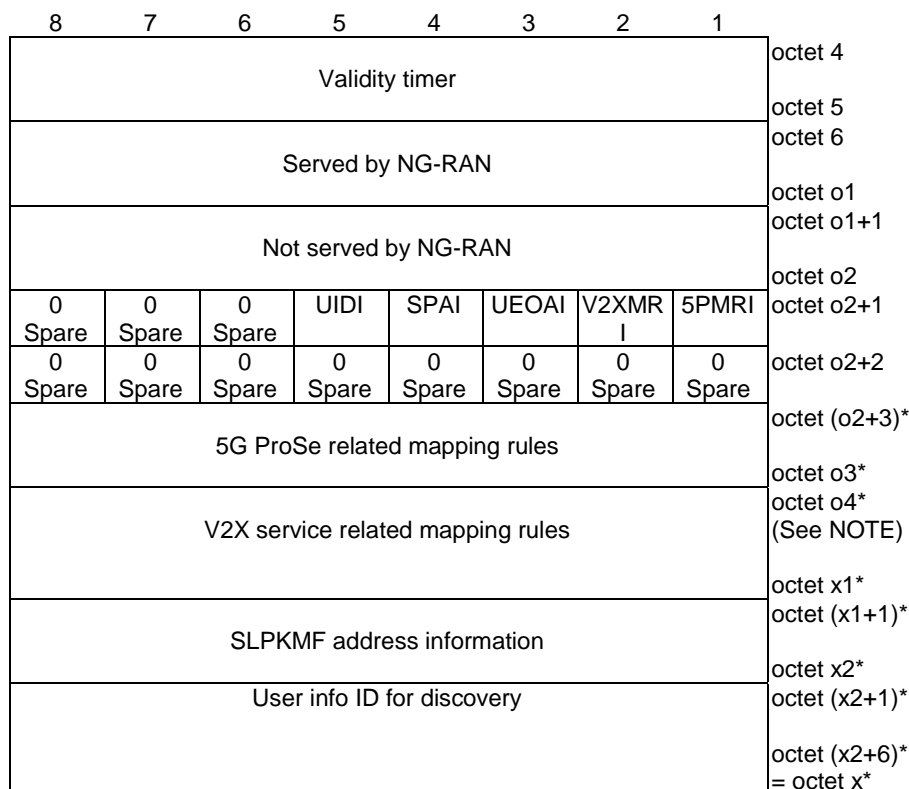 8 7 6 5 4 3 2 1
Validity timer
octet 4
octet 5
Served by NG-RAN
octet 6
octet o1
Not served by NG-RAN
octet o1+1
octet o2
0 0 0 UIDI SPAI UEOAI V2XMR 5PMRI octet o2+1
Spare Spare Spare I
0 0 0 0 0 0 0 0 octet o2+2
Spare Spare Spare Spare Spare Spare Spare Spare
5G ProSe related mapping rules
octet (o2+3)*
octet o3*
V2X service related mapping rules
octet o4*
(See NOTE)
octet x1*
SLPKMF address information
octet (x1+1)*
octet x2*
User info ID for discovery
octet (x2+1)*
octet (x2+6)*
= octet x*